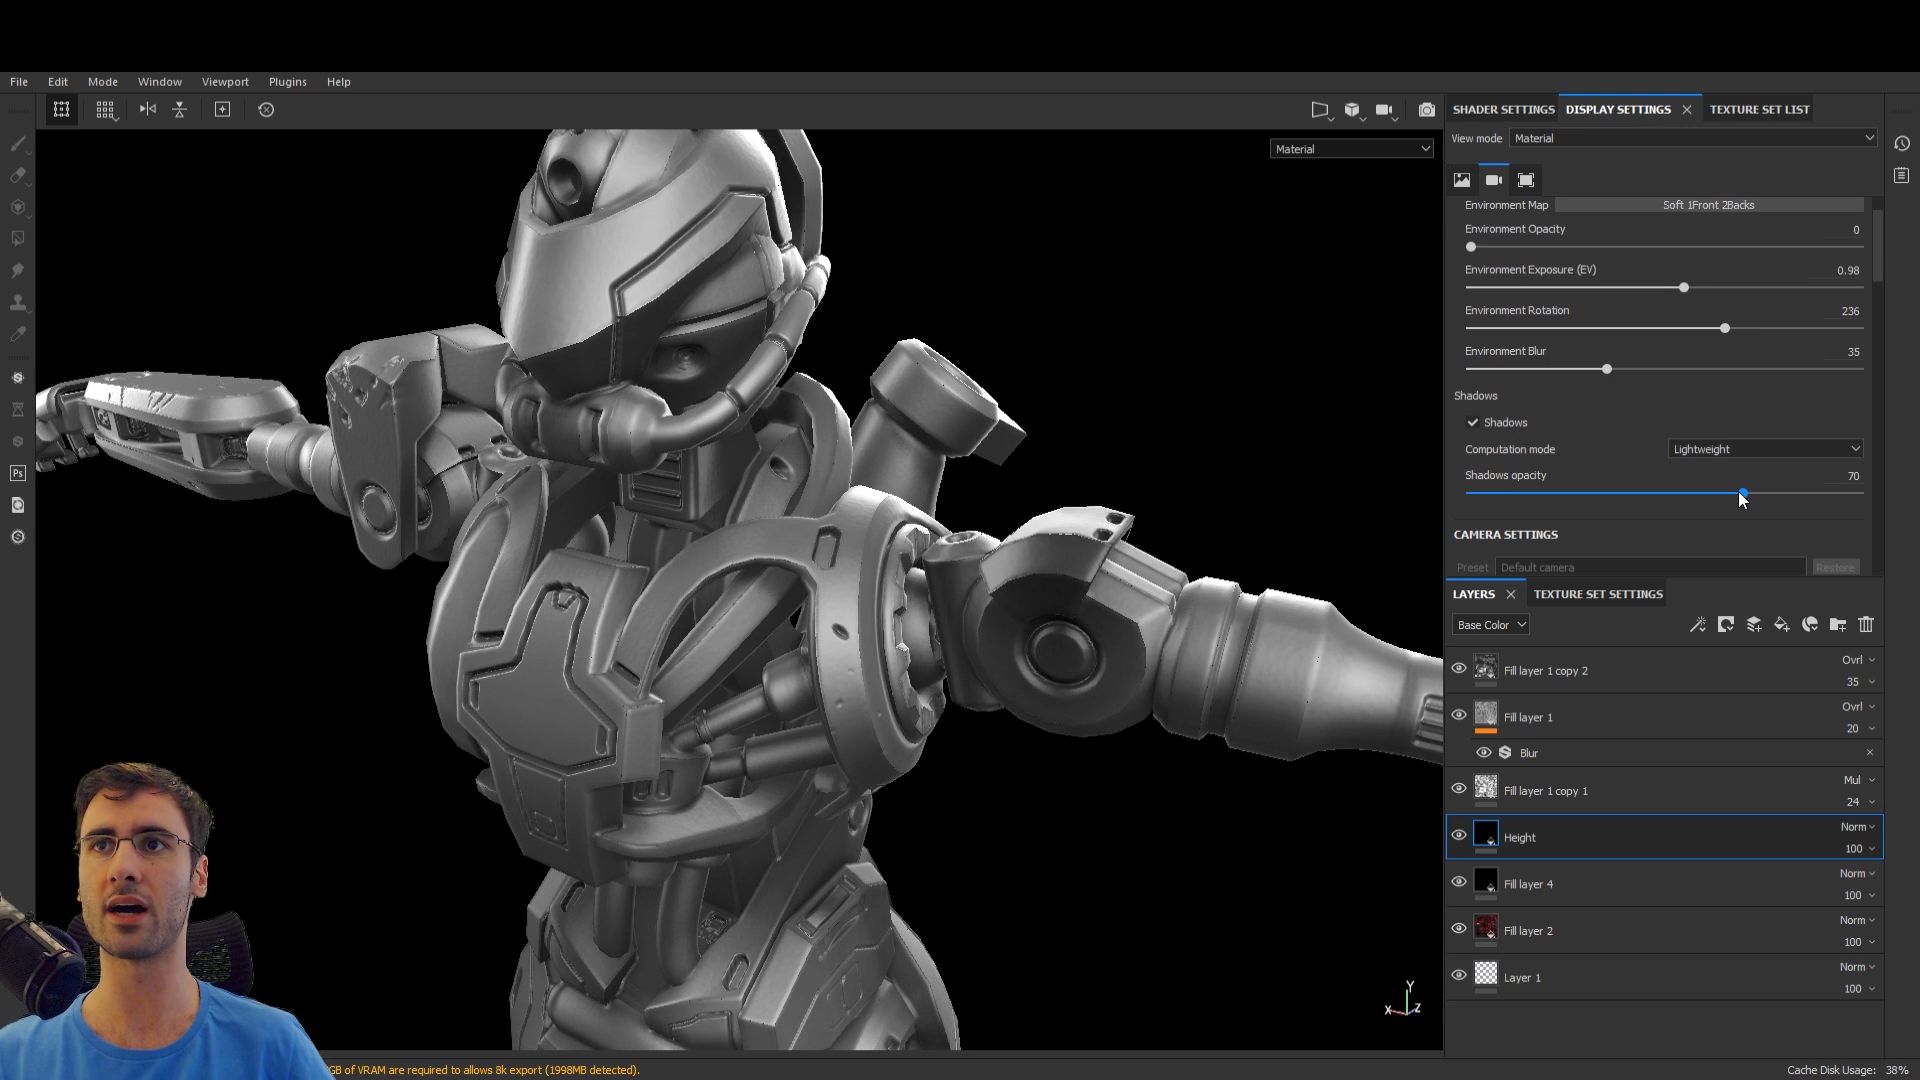 File Edit Mode Window Viewport Plugins Help
SHADER SETTINGS DISPLAY SETTINGS TEXTURE SET LIST
View mode Material
Material
Environment Map Soft 1Front 2Backs
Environment Opacity 0
Environment Exposure (EV) 0.98
Environment Rotation 236
Environment Blur 35
Shadows
Shadows
Computation mode Lightweight
Shadows opacity 70
CAMERA SETTINGS
Preset Default camera Restore
LAYERS TEXTURE SET SETTINGS
Base Color
Fill layer 1 copy 2 Ovrl
35
Fill layer 1 Ovrl
20
Blur
Fill layer 1 copy 1 Mul
24
Height Norm
100
Fill layer 4 Norm
100
Fill layer 2 Norm
100
Layer 1 Norm
100
Ps
Y
X Z
GB of VRAM are required to allows 8k export (1998MB detected).
Cache Disk Usage: 38%